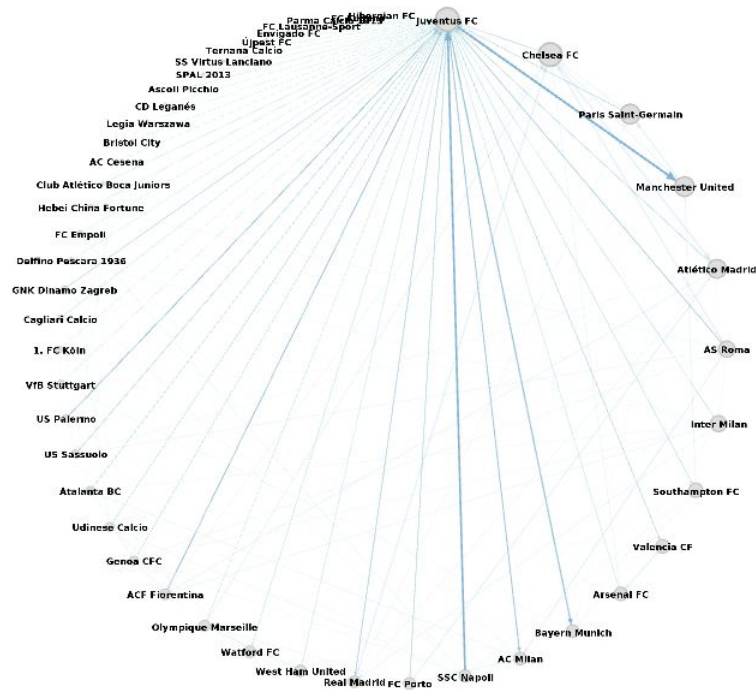 Hibernian FC
Juventus FC
Parma Calcio 1913
FC Lausanne-Sport
Envigado FC
Újpest FC
Chelsea FC
Ternana Calcio
SS Virtus Lanciano
SPAL 2013
Ascoli Picchio
CD Leganés
Paris Saint-Germain
Legia Warszawa
Bristol City
AC Cesena
Club Atlético Boca Juniors
Manchester United
Hebei China Fortune
FC Empoli
Delfino Pescara 1936
Atlético Madrid
GNK Dinamo Zagreb
Cagliari Calcio
1. FC Köln
AS Roma
VfB Stuttgart
US Palermo
Inter Milan
US Sassuolo
Atalanta BC
Southampton FC
Udinese Calcio
Valencia CF
Genoa CFC
ACF Fiorentina
Arsenal FC
Olympique Marseille
Bayern Munich
Watford FC
AC Milan
West Ham United
SSC Napoli
Real Madrid
FC Porto